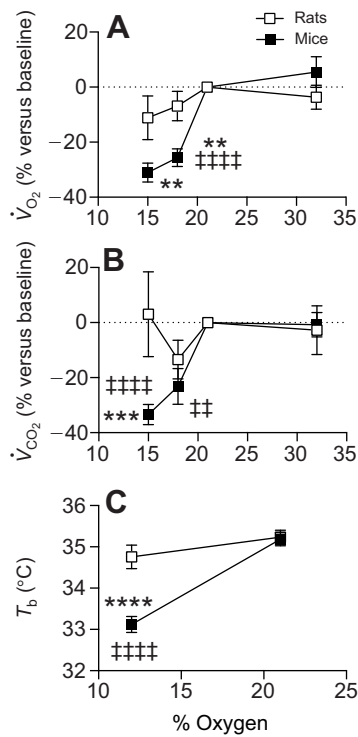 A
Rats
Mice
20
0
−20
−40
V̇O₂ (% versus baseline)
**
‡‡‡‡
**
10 15 20 25 30 35
B
20
0
−20
−40
V̇CO₂ (% versus baseline)
‡‡‡‡
***
‡‡
10 15 20 25 30 35
C
36
35
34
33
32
Tb (°C)
****
‡‡‡‡
10 15 20 25
% Oxygen